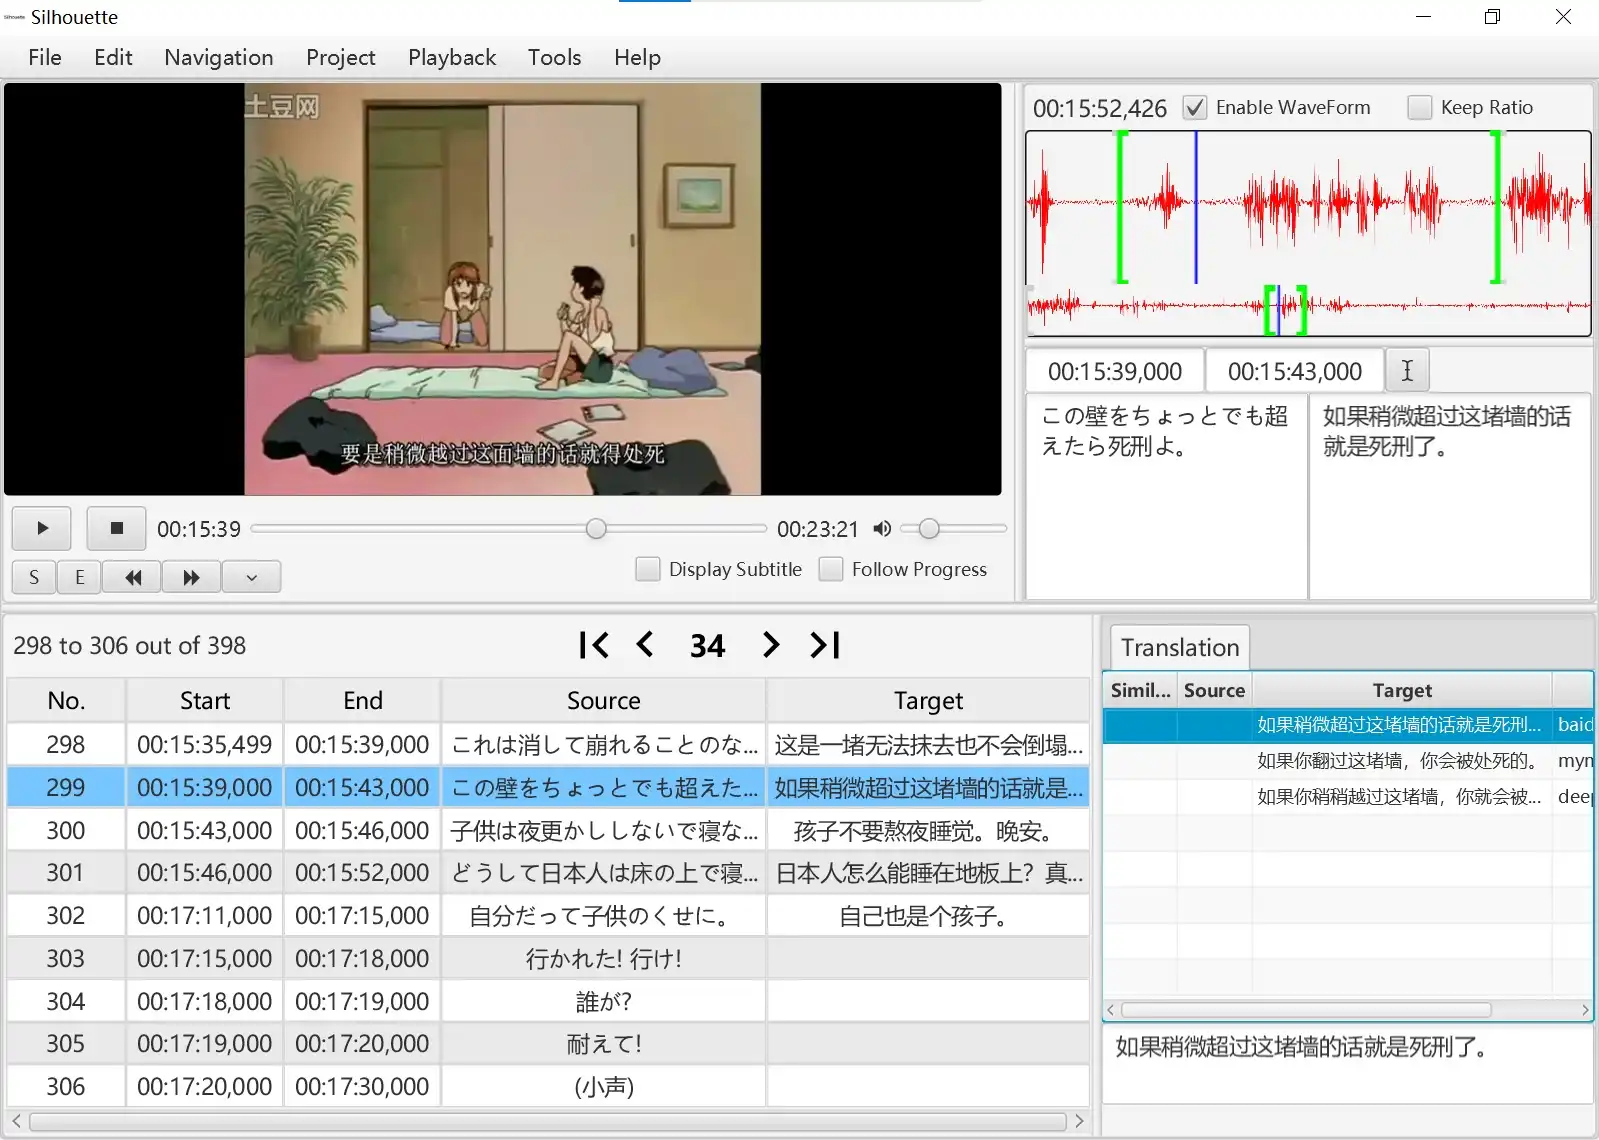 Silhouette
File Edit Navigation Project Playback Tools Help
土豆网
要是稍微越过这面墙的话就得处死
00:15:39 00:23:21
S E
Display Subtitle Follow Progress
00:15:52,426 Enable WaveForm Keep Ratio
00:15:39,000 00:15:43,000
この壁をちょっとでも超
えたら死刑よ。
如果稍微超过这堵墙的话
就是死刑了。
298 to 306 out of 398
34
No. Start End Source Target
298 00:15:35,499 00:15:39,000 これは消して崩れることのな... 这是一堵无法抹去也不会倒塌...
299 00:15:39,000 00:15:43,000 この壁をちょっとでも超えた... 如果稍微超过这堵墙的话就是...
300 00:15:43,000 00:15:46,000 子供は夜更かししないで寝な... 孩子不要熬夜睡觉。晚安。
301 00:15:46,000 00:15:52,000 どうして日本人は床の上で寝... 日本人怎么能睡在地板上？真...
302 00:17:11,000 00:17:15,000 自分だって子供のくせに。 自己也是个孩子。
303 00:17:15,000 00:17:18,000 行かれた! 行け!
304 00:17:18,000 00:17:19,000 誰が?
305 00:17:19,000 00:17:20,000 耐えて!
306 00:17:20,000 00:17:30,000 (小声)
Translation
Simil... Source Target
如果稍微超过这堵墙的话就是死刑... baid
如果你翻过这堵墙，你会被处死的。 myn
如果你稍稍越过这堵墙，你就会被... deep
如果稍微超过这堵墙的话就是死刑了。